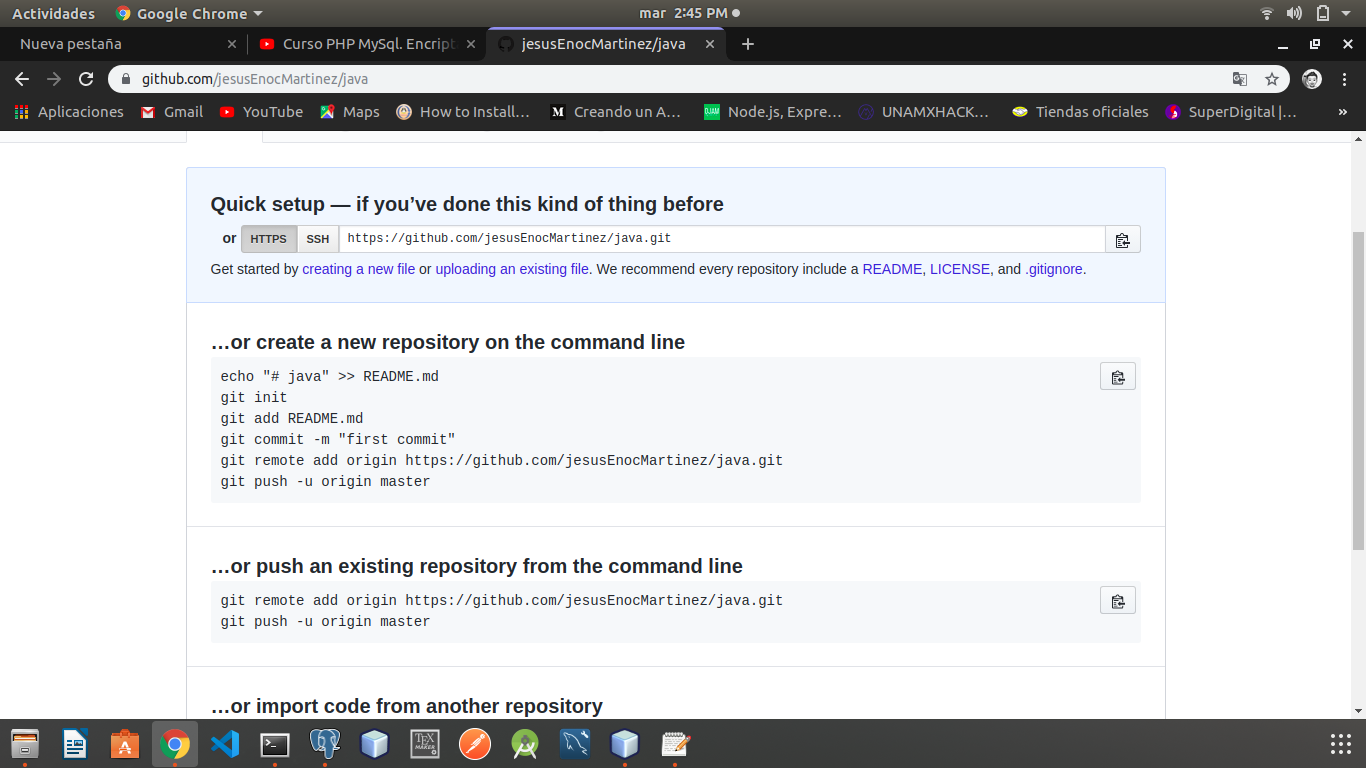 Actividades Google Chrome mar 2:45 PM
Nueva pestaña Curso PHP MySql. Encript jesusEnocMartinez/java
github.com/jesusEnocMartinez/java
Aplicaciones Gmail YouTube Maps How to Install… M Creando un A… Node.js, Expre… UNAMXHACK… Tiendas oficiales SuperDigital |… »
Quick setup — if you’ve done this kind of thing before
or HTTPS SSH https://github.com/jesusEnocMartinez/java.git
Get started by creating a new file or uploading an existing file. We recommend every repository include a README, LICENSE, and .gitignore.
…or create a new repository on the command line
echo "# java" >> README.md
git init
git add README.md
git commit -m "first commit"
git remote add origin https://github.com/jesusEnocMartinez/java.git
git push -u origin master
…or push an existing repository from the command line
git remote add origin https://github.com/jesusEnocMartinez/java.git
git push -u origin master
…or import code from another repository